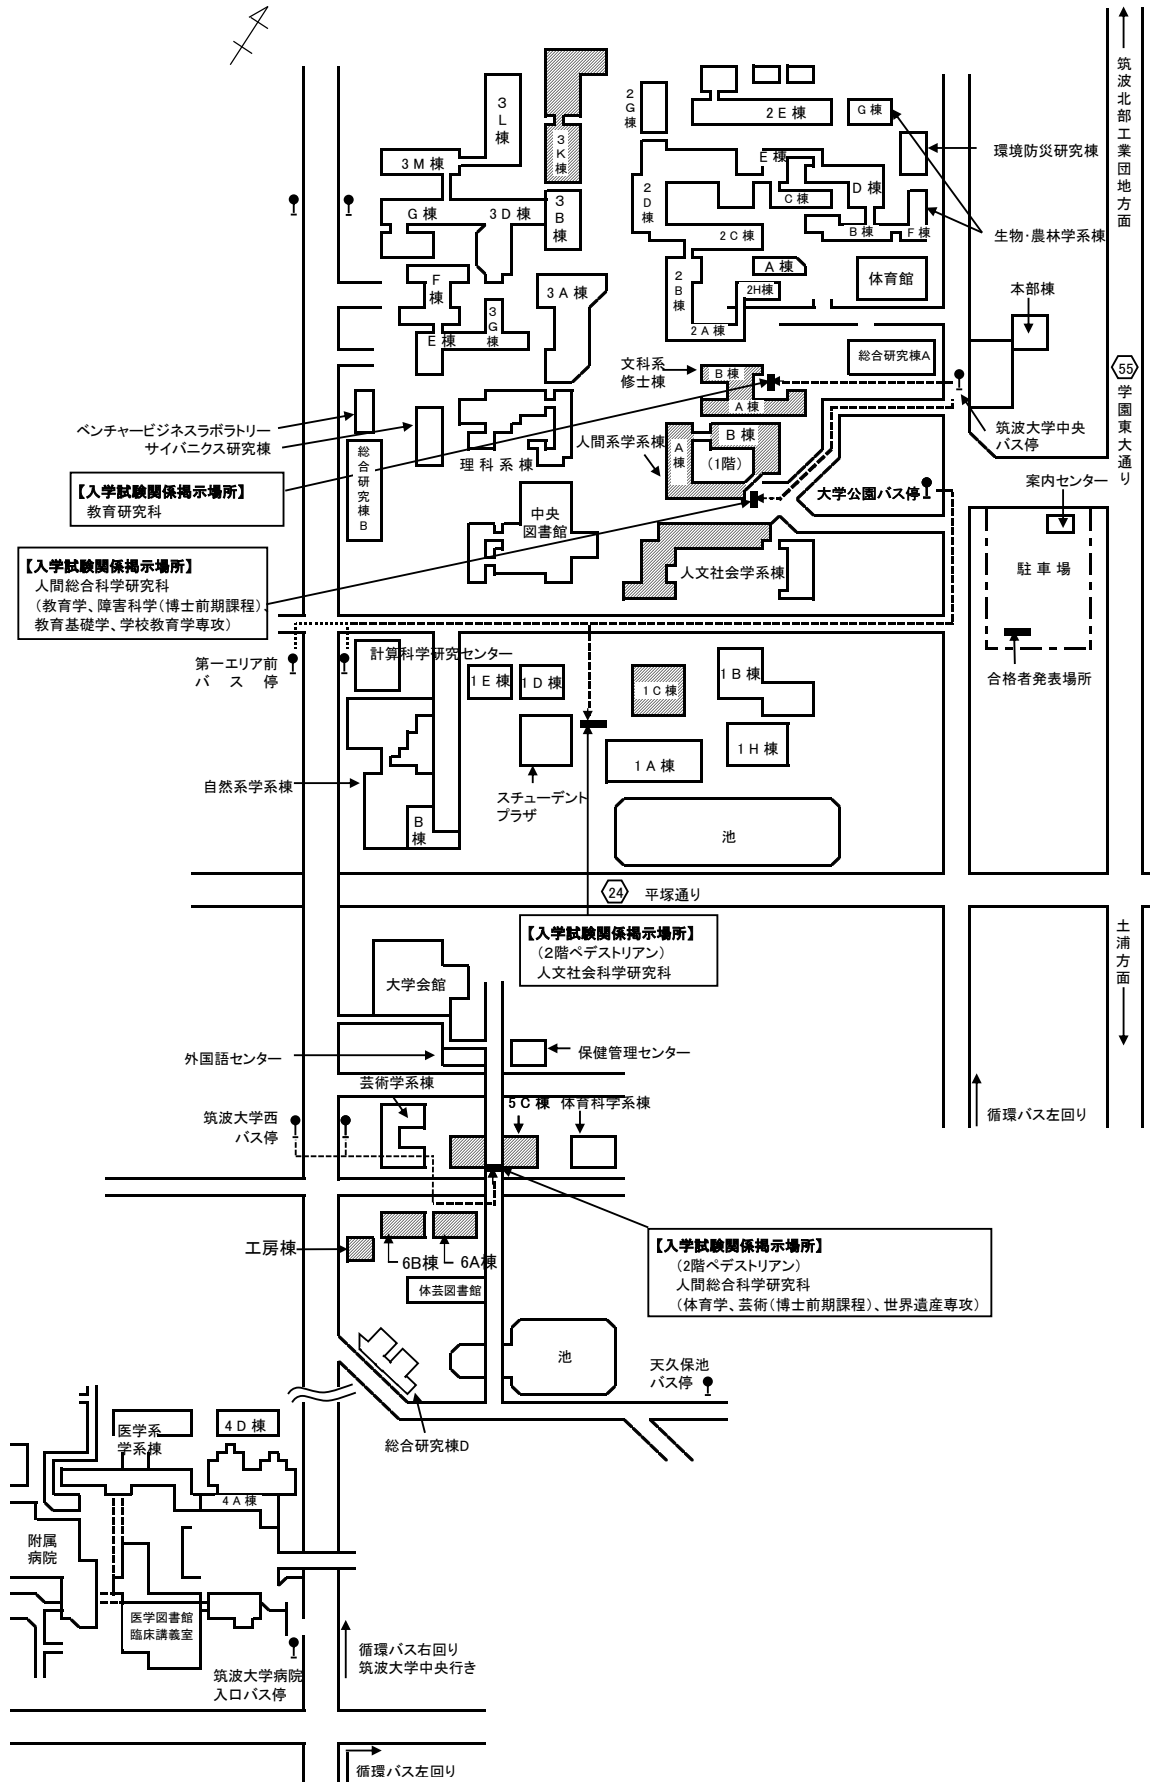 筑波北部工業団地方面
3L棟
3K棟
2G棟
2E棟
G棟
環境防災研究棟
3M棟
E棟
D棟
C棟
2D棟
G棟
3D棟
3B棟
2C棟
B棟
F棟
生物・農林学系棟
F棟
3A棟
2B棟
A棟
2H棟
体育館
本部棟
3G棟
E棟
2A棟
総合研究棟A
文科系
修士棟
B棟
A棟
55
学園東大通り
筑波大学中央
バス停
ベンチャービジネスラボラトリー
サイバニクス研究棟
総合研究棟B
理科系棟
人間系学系棟
A棟
B棟
(1階)
【入学試験関係掲示場所】
教育研究科
大学公園バス停
案内センター
中央
図書館
駐車場
【入学試験関係掲示場所】
人間総合科学研究科
(教育学、障害科学(博士前期課程)、
教育基礎学、学校教育学専攻)
人文社会学系棟
第一エリア前
バス停
計算科学研究センター
1E棟
1D棟
1C棟
1B棟
合格者発表場所
1A棟
1H棟
自然系学系棟
B棟
スチューデント
プラザ
池
24
平塚通り
【入学試験関係掲示場所】
(2階ペデストリアン)
人文社会科学研究科
土浦方面
大学会館
外国語センター
保健管理センター
芸術学系棟
5C棟
体育科学系棟
筑波大学西
バス停
循環バス左回り
工房棟
6B棟
6A棟
体芸図書館
【入学試験関係掲示場所】
(2階ペデストリアン)
人間総合科学研究科
(体育学、芸術(博士前期課程)、世界遺産専攻)
池
天久保池
バス停
総合研究棟D
医学系
学系棟
4D棟
4A棟
附属
病院
医学図書館
臨床講義室
筑波大学病院
入口バス停
循環バス右回り
筑波大学中央行き
循環バス左回り